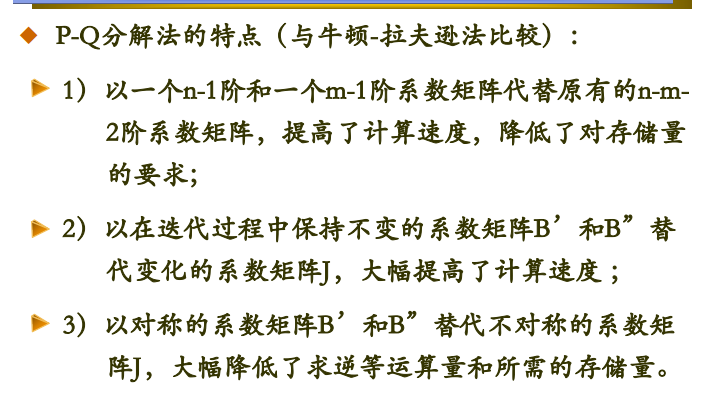 P-Q分解法的特点（与牛顿-拉夫逊法比较）：
1）以一个n-1阶和一个m-1阶系数矩阵代替原有的n-m-
2阶系数矩阵，提高了计算速度，降低了对存储量
的要求；
2）以在迭代过程中保持不变的系数矩阵B’和B”替
代变化的系数矩阵J，大幅提高了计算速度；
3）以对称的系数矩阵B’和B”替代不对称的系数矩
阵J，大幅降低了求逆等运算量和所需的存储量。